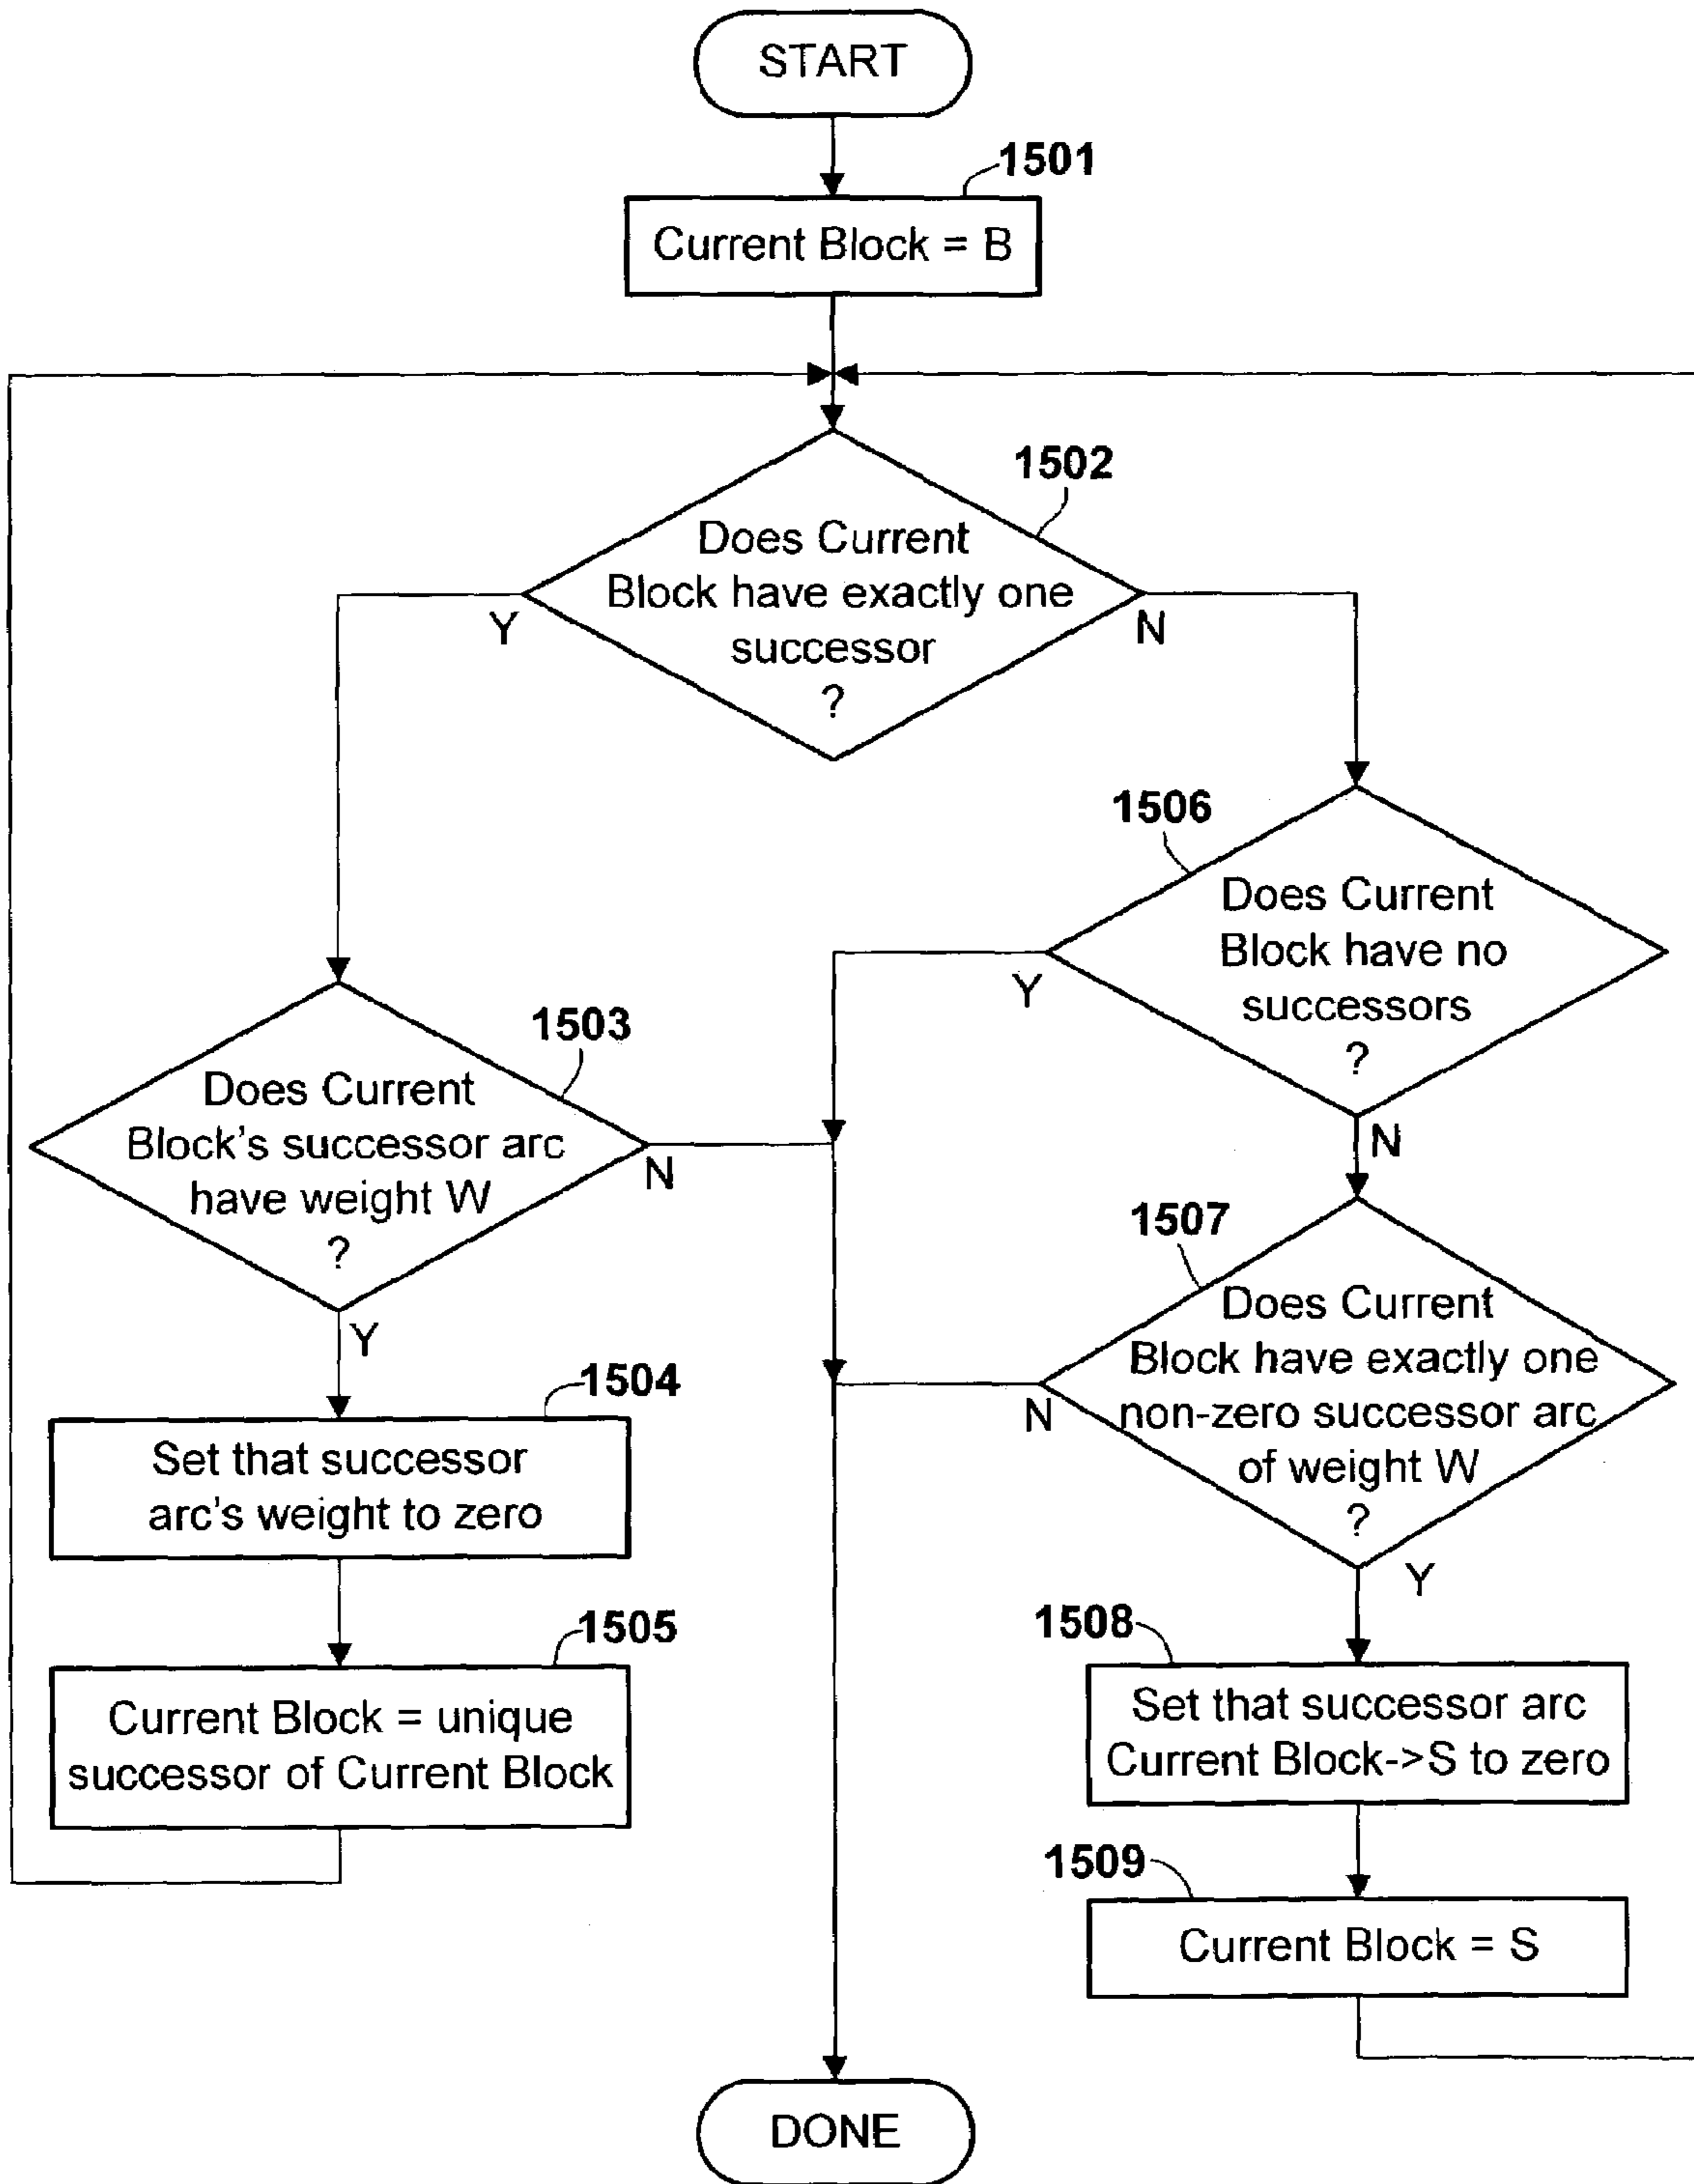 START
1501
Current Block = B
1502
Does Current
Block have exactly one
successor
?
Y
N
1506
Does Current
Block have no
successors
?
Y
N
1503
Does Current
Block's successor arc
have weight W
?
N
Y
1507
Does Current
Block have exactly one
non-zero successor arc
of weight W
?
N
Y
1504
Set that successor
arc's weight to zero
1505
Current Block = unique
successor of Current Block
1508
Set that successor arc
Current Block->S to zero
1509
Current Block = S
DONE